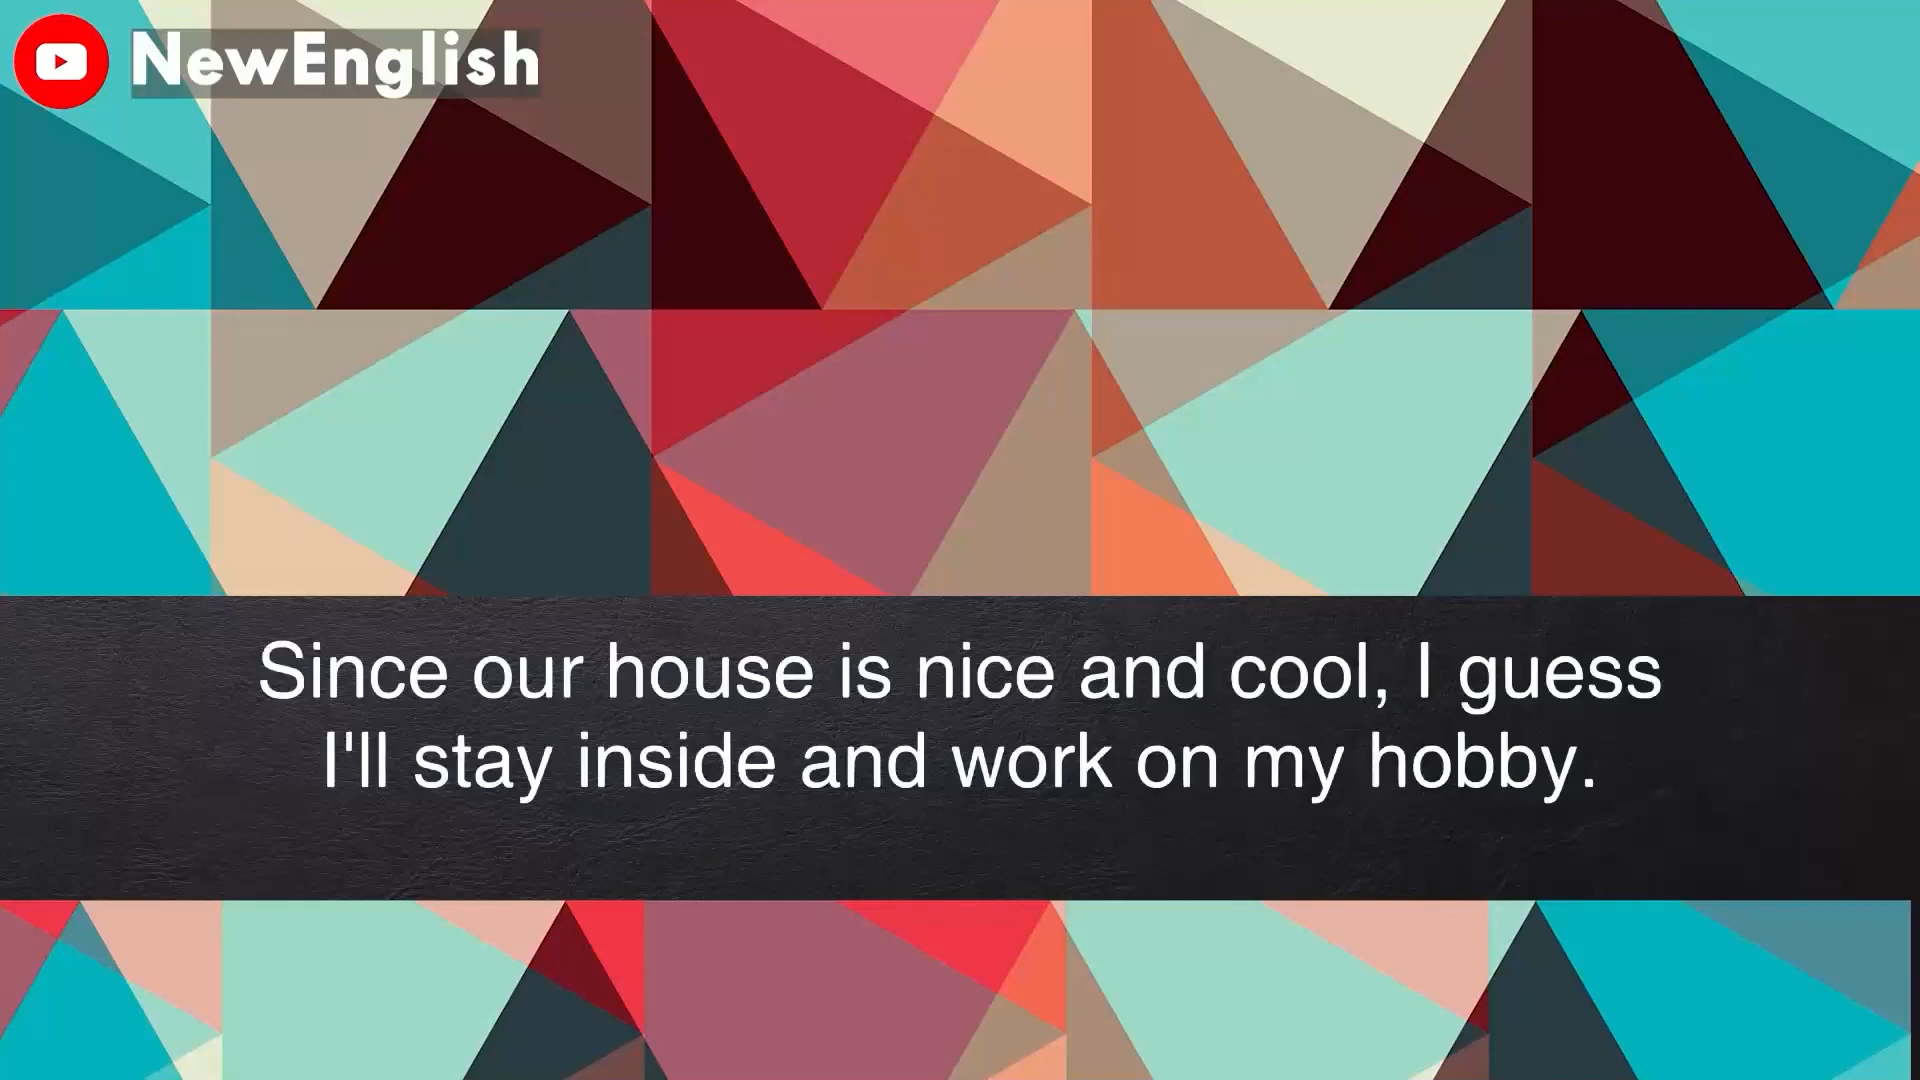 NewEnglish
Since our house is nice and cool, I guess
I'll stay inside and work on my hobby.